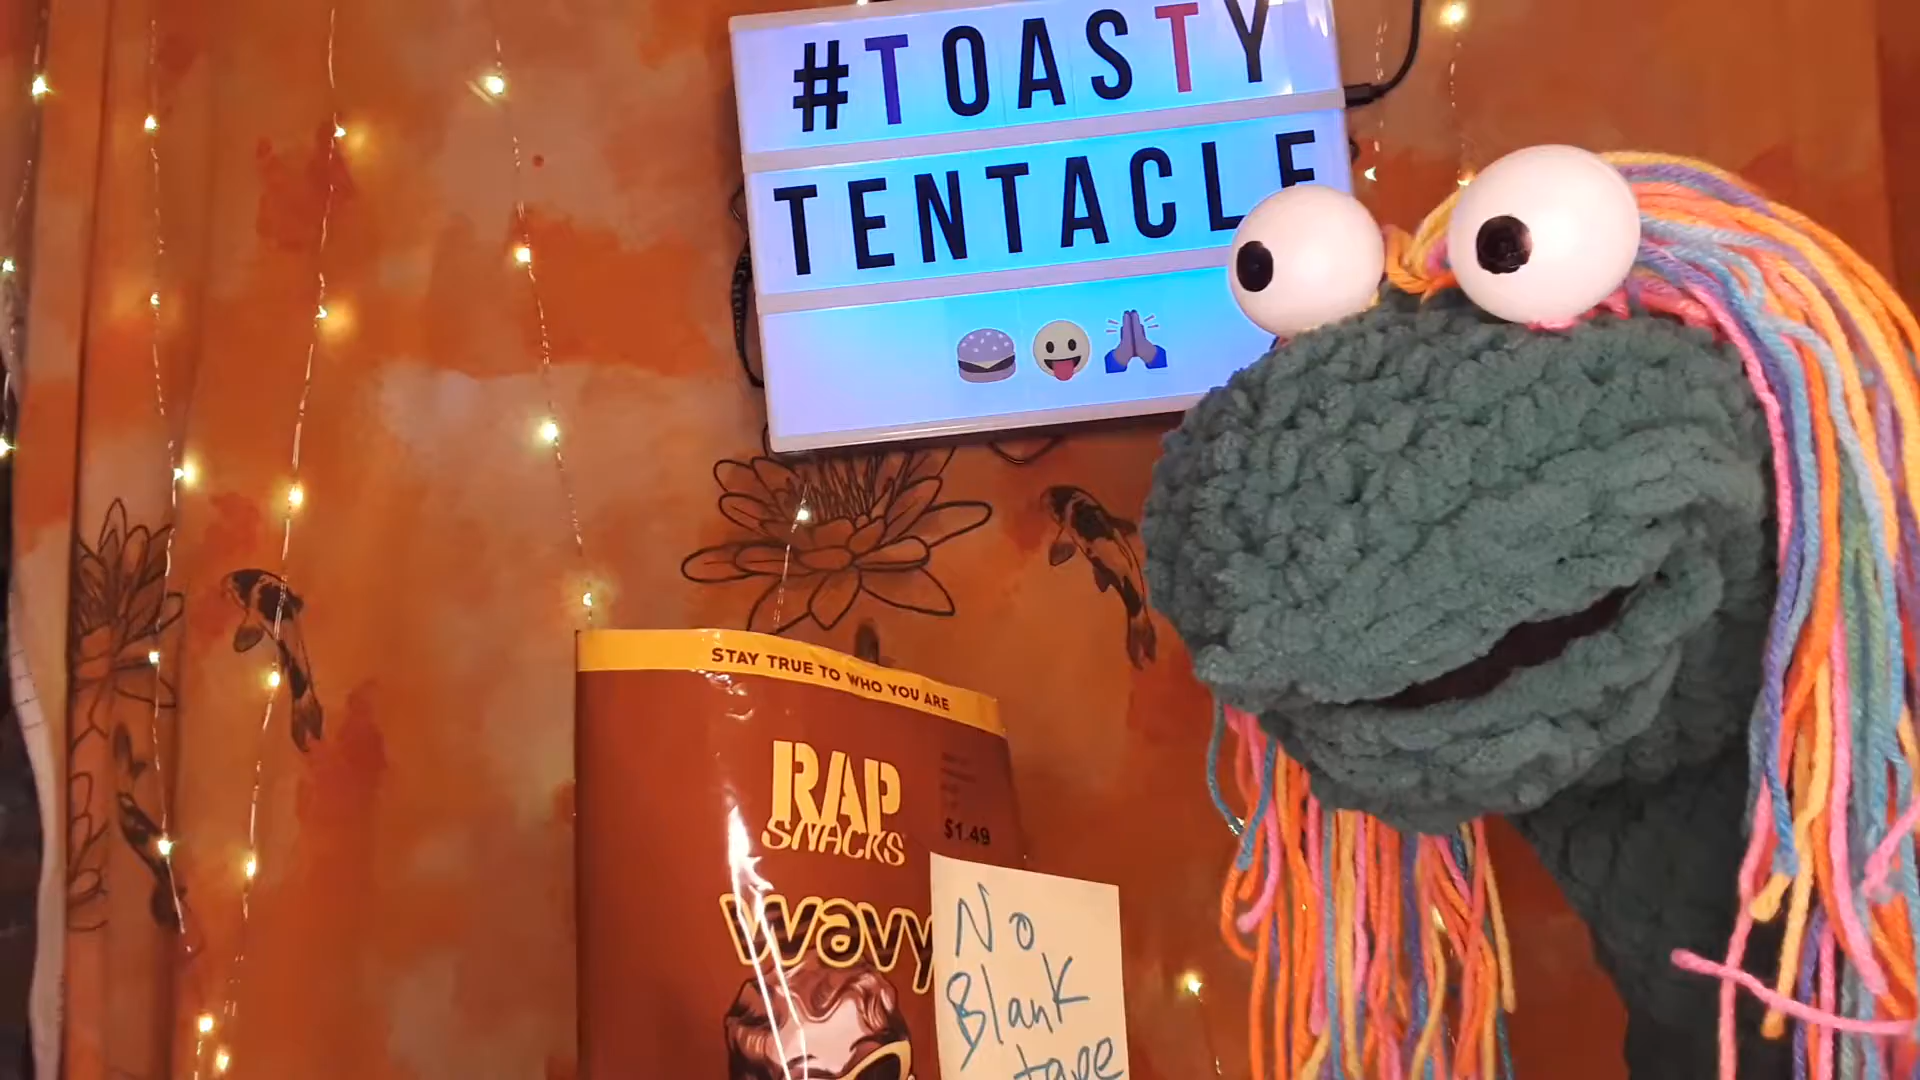 #TOASTY
TENTACLE
STAY TRUE TO WHO YOU ARE
RAP
SNACKS
$1.49
WAVY
No
Blank
tape